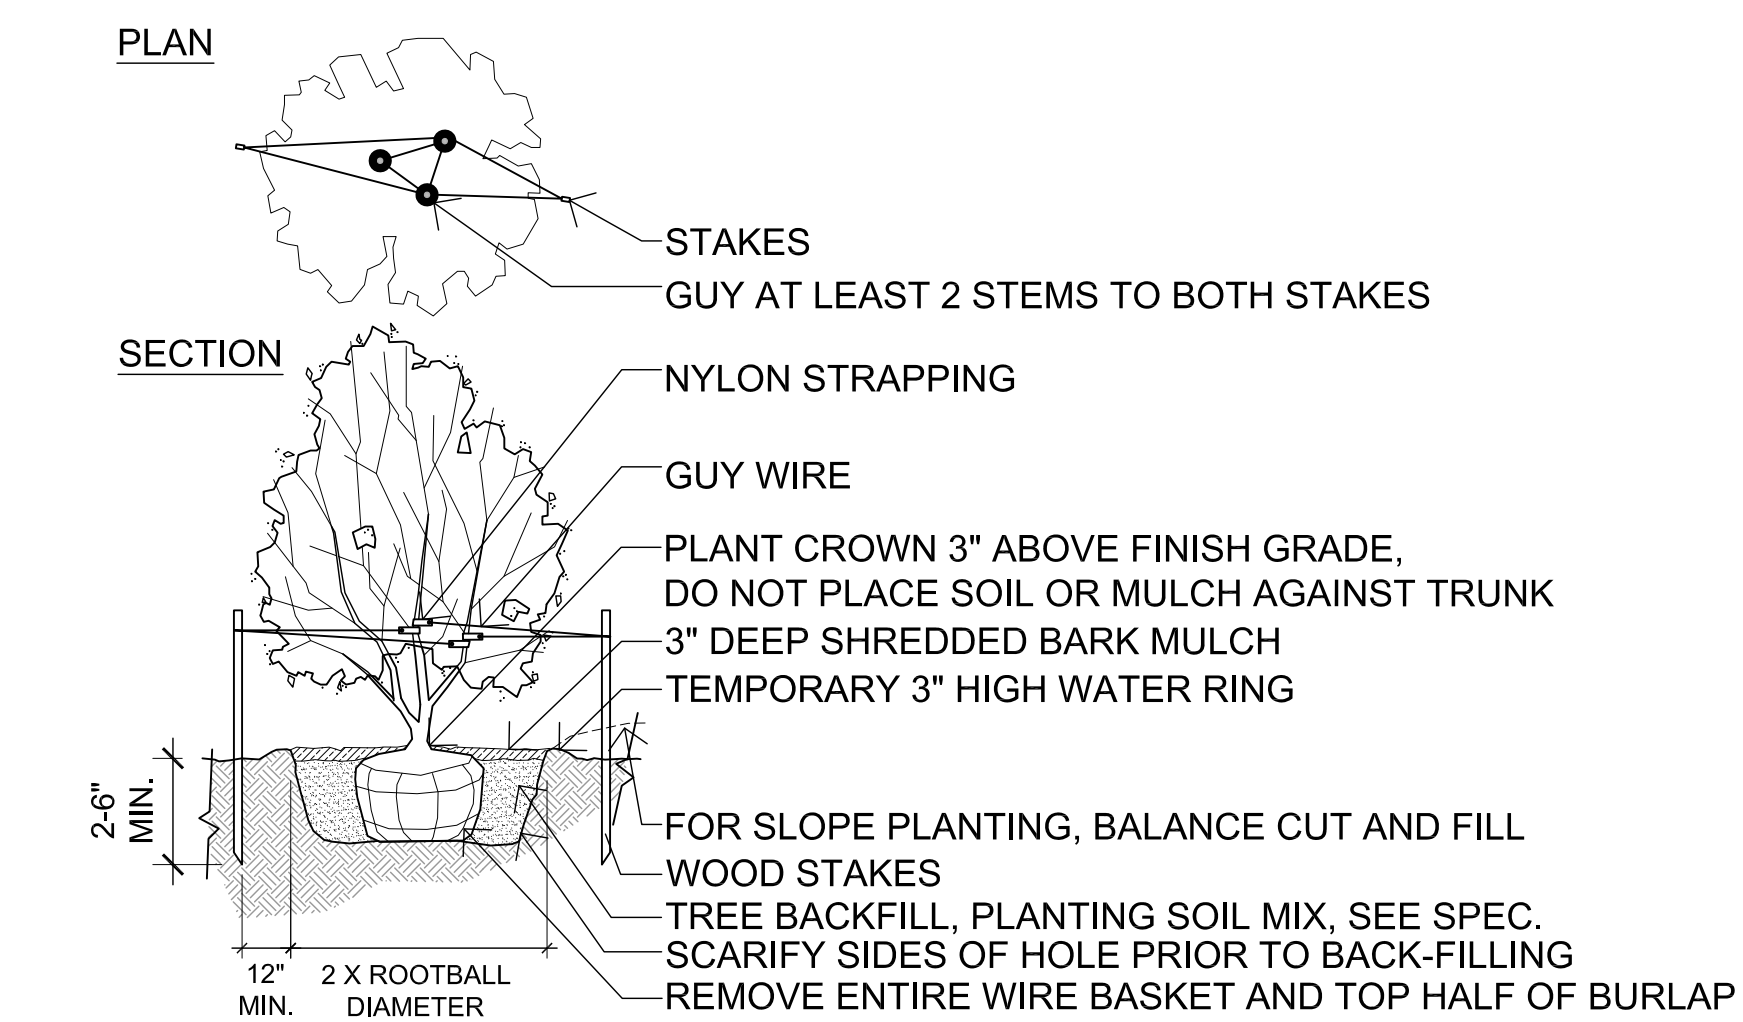 PLAN
STAKES
GUY AT LEAST 2 STEMS TO BOTH STAKES
SECTION
NYLON STRAPPING
GUY WIRE
PLANT CROWN 3" ABOVE FINISH GRADE,
DO NOT PLACE SOIL OR MULCH AGAINST TRUNK
3" DEEP SHREDDED BARK MULCH
TEMPORARY 3" HIGH WATER RING
2-6"
MIN.
FOR SLOPE PLANTING, BALANCE CUT AND FILL
WOOD STAKES
TREE BACKFILL, PLANTING SOIL MIX, SEE SPEC.
SCARIFY SIDES OF HOLE PRIOR TO BACK-FILLING
REMOVE ENTIRE WIRE BASKET AND TOP HALF OF BURLAP
12"
MIN.
2 X ROOTBALL
DIAMETER